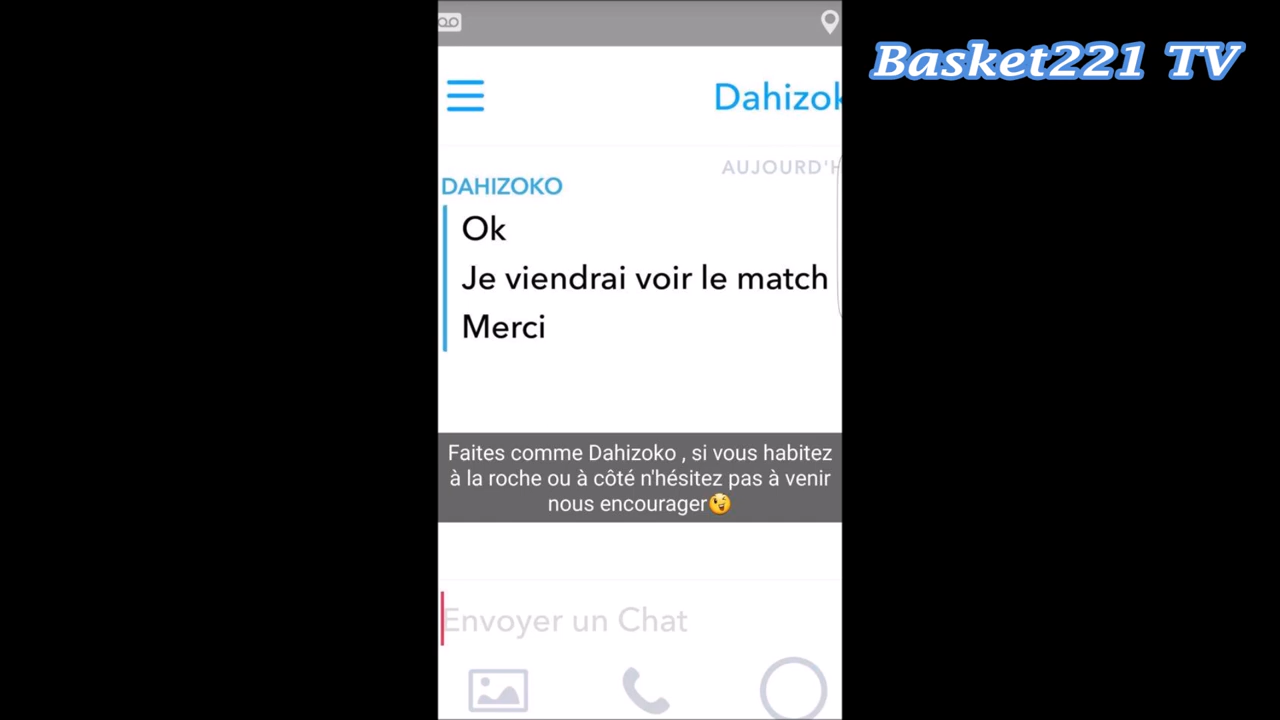 Basket221 TV
Dahizok
AUJOURD'H
DAHIZOKO
Ok
Je viendrai voir le match
Merci
Faites comme Dahizoko , si vous habitez
à la roche ou à côté n'hésitez pas à venir
nous encourager😉
Envoyer un Chat